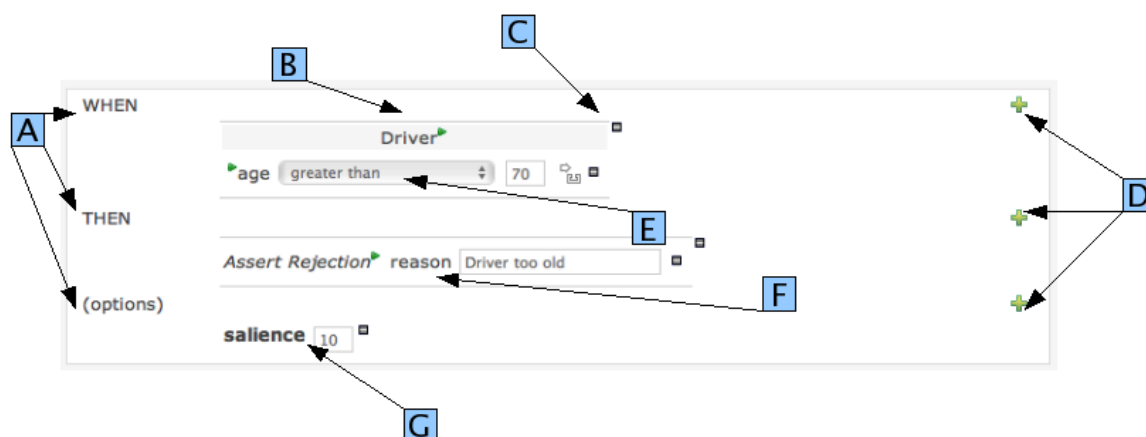 C
B
WHEN
A
Driver
age greater than 70
D
THEN
E
Assert Rejection reason Driver too old
F
(options)
salience 10
G